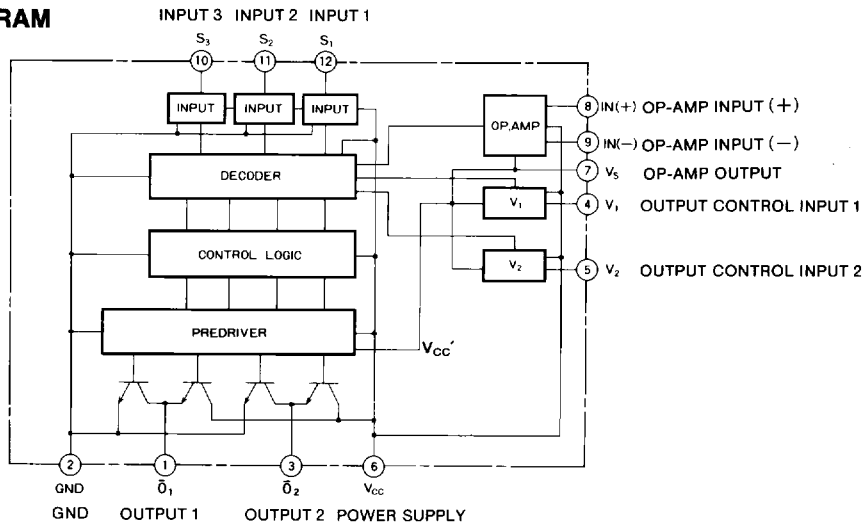 RAM
INPUT 3 INPUT 2 INPUT 1
S3 S2 S1
10 11 12
INPUT INPUT INPUT
OP,AMP
8 IN(+) OP-AMP INPUT (+)
9 IN(−) OP-AMP INPUT (−)
7 V5 OP-AMP OUTPUT
DECODER
V1
4 V1 OUTPUT CONTROL INPUT 1
CONTROL LOGIC
V2
5 V2 OUTPUT CONTROL INPUT 2
PREDRIVER
VCC'
2 1 3 6
GND Ō1 Ō2 VCC
GND OUTPUT 1 OUTPUT 2 POWER SUPPLY